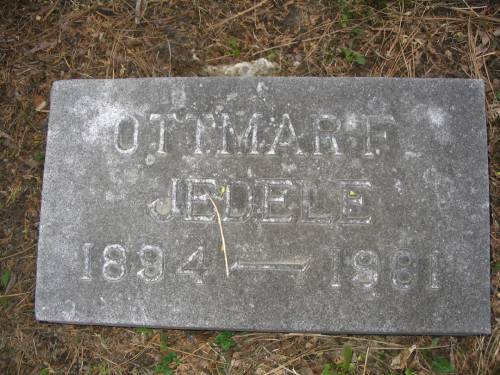 OTTMAR F.
JEDELE
1894 — 1981